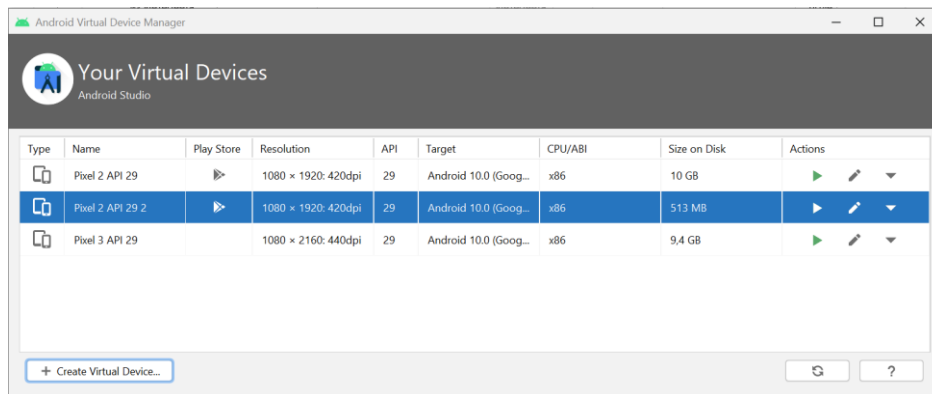 Android Virtual Device Manager
Your Virtual Devices
Android Studio
Type Name Play Store Resolution API Target CPU/ABI Size on Disk Actions
Pixel 2 API 29 1080 × 1920: 420dpi 29 Android 10.0 (Goog... x86 10 GB
Pixel 2 API 29 2 1080 × 1920: 420dpi 29 Android 10.0 (Goog... x86 513 MB
Pixel 3 API 29 1080 × 2160: 440dpi 29 Android 10.0 (Goog... x86 9,4 GB
+ Create Virtual Device... ?